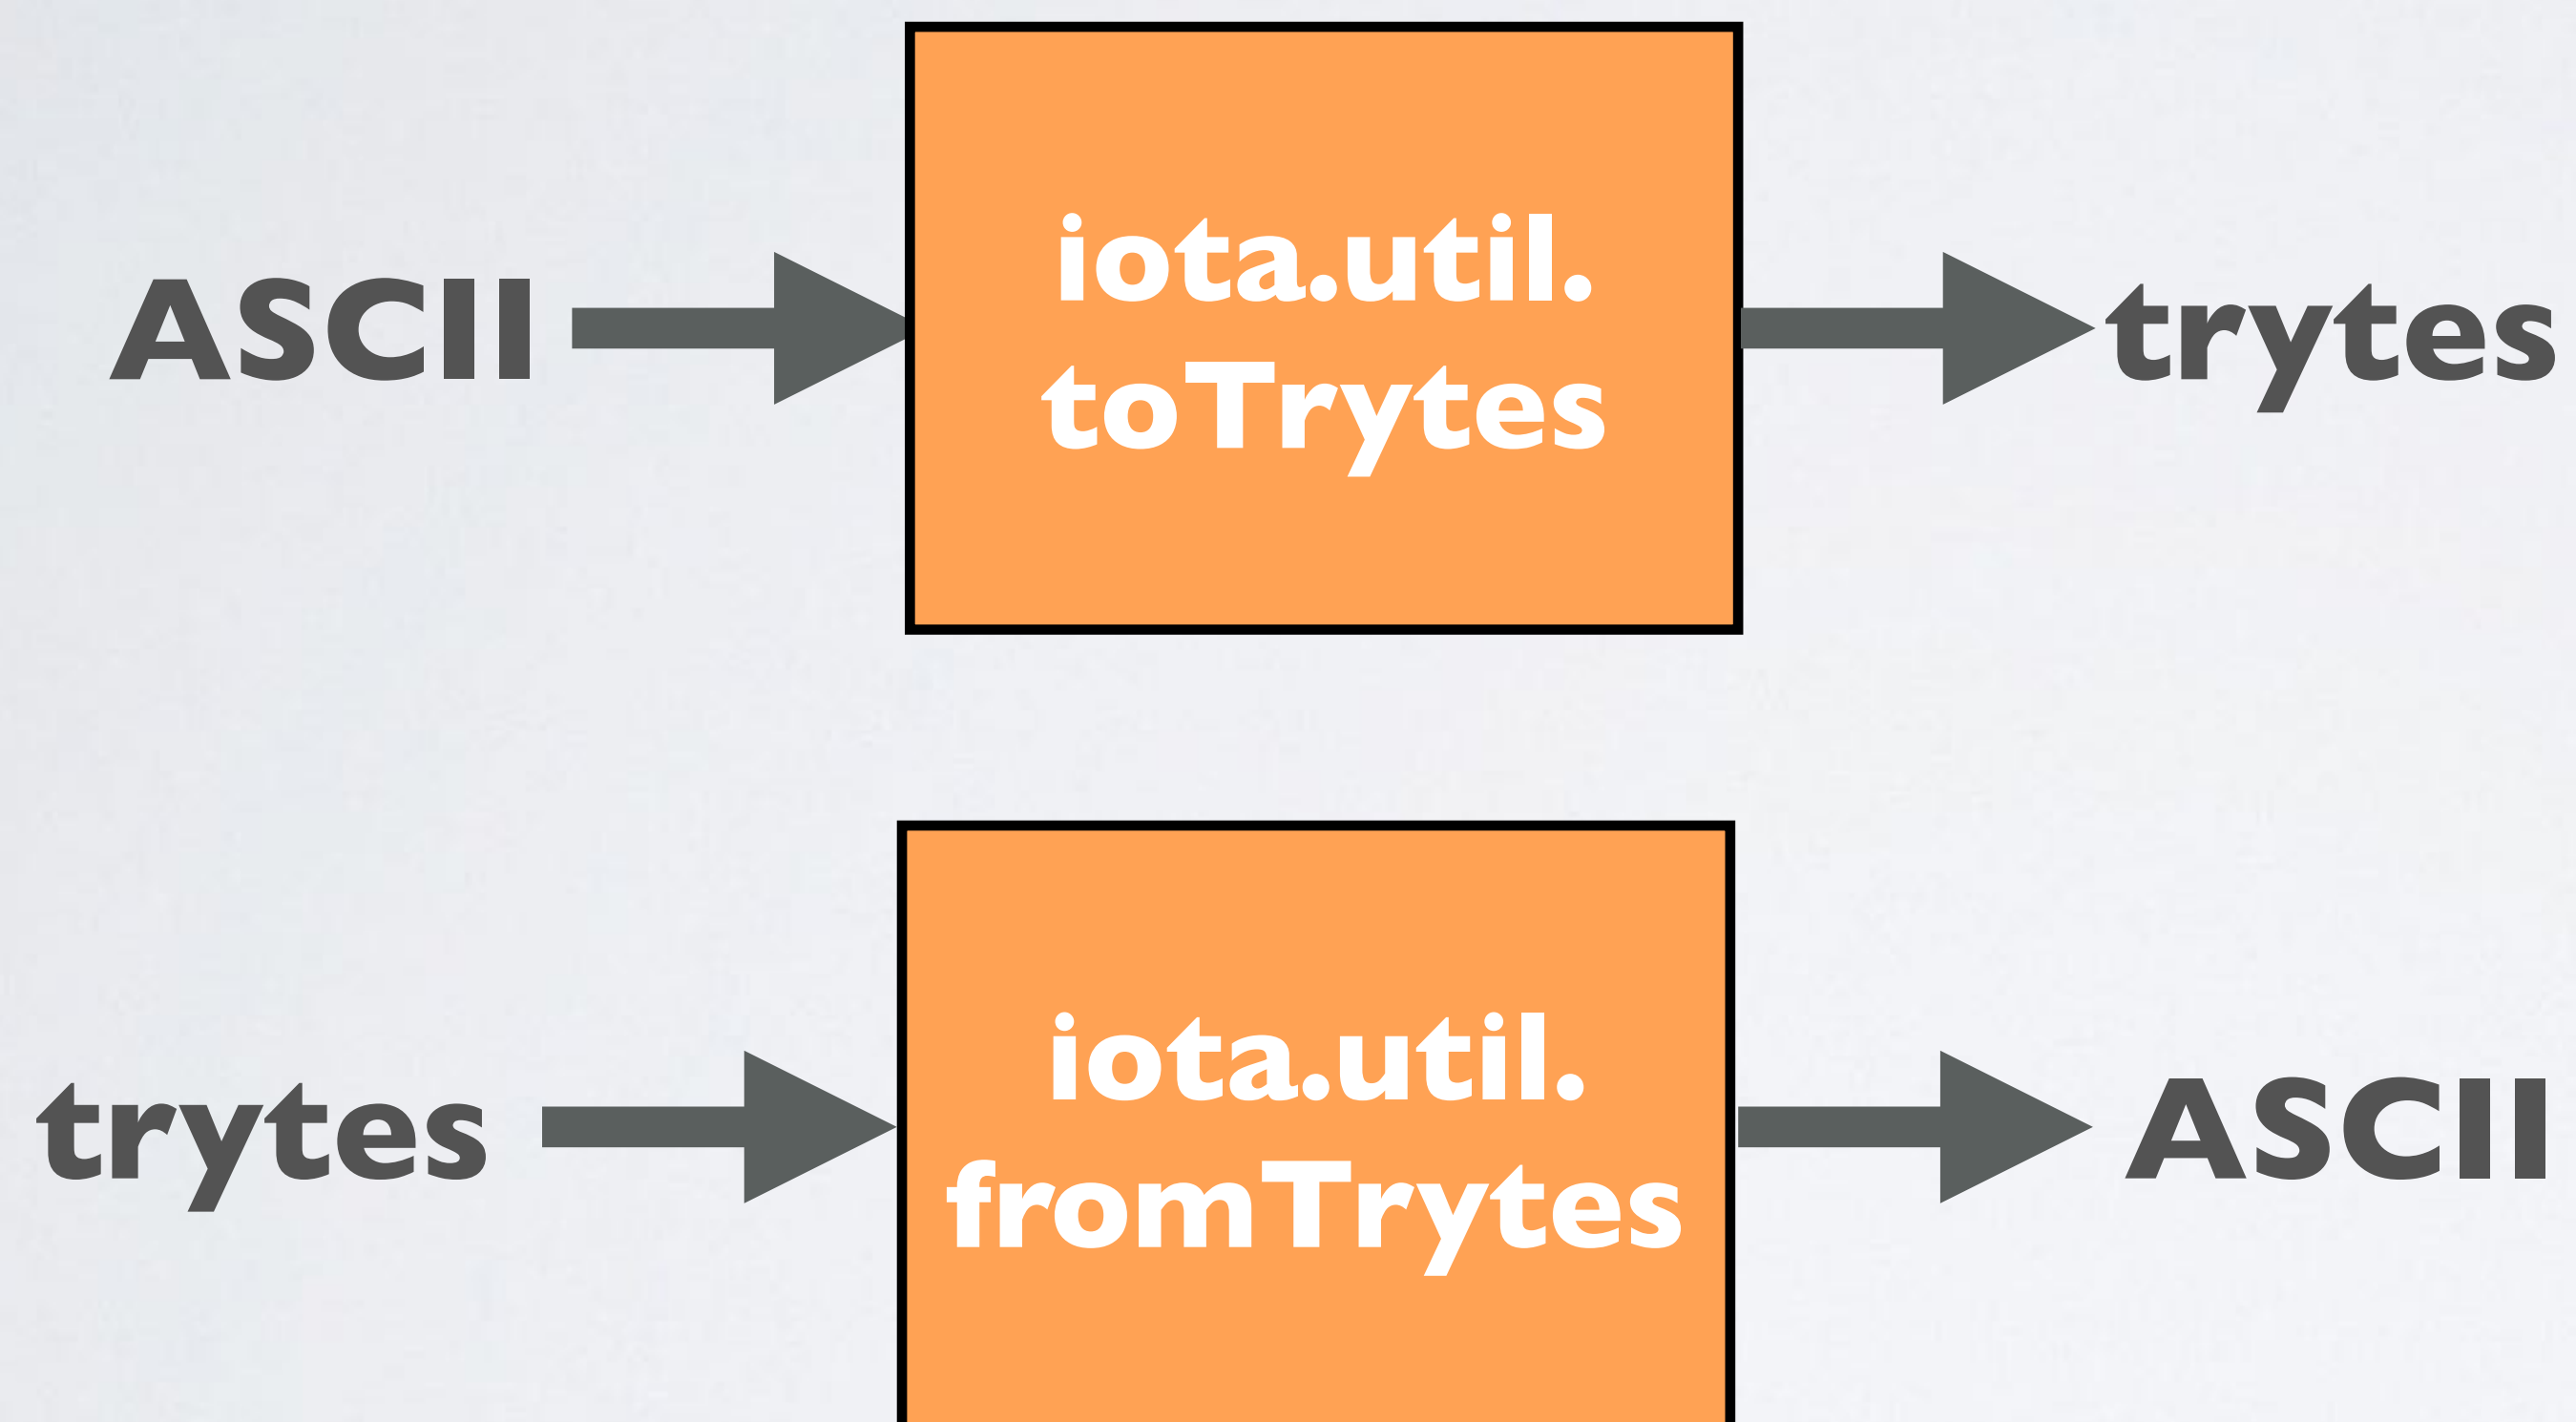 ASCII
iota.util.
toTrytes
trytes
trytes
iota.util.
fromTrytes
ASCII